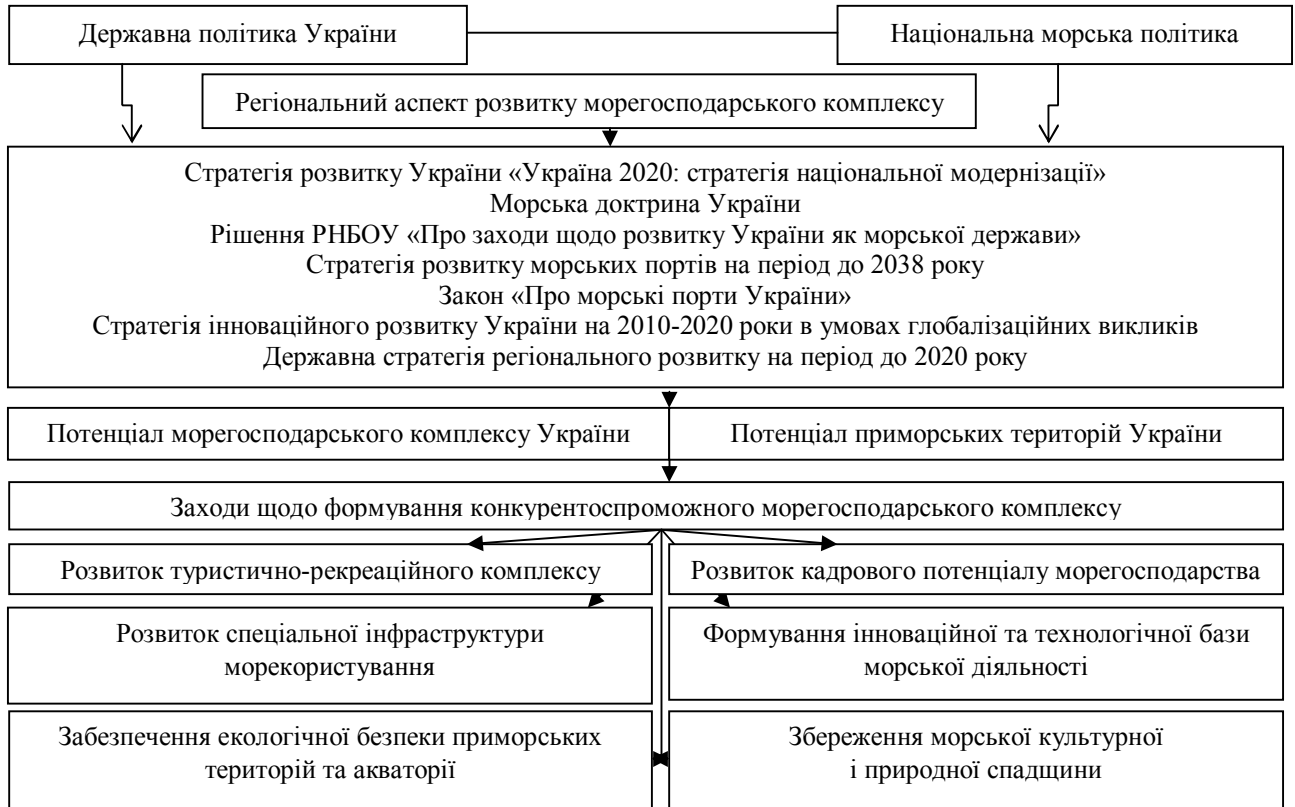 Державна політика України
Національна морська політика
Регіональний аспект розвитку морегосподарського комплексу
Стратегія розвитку України «Україна 2020: стратегія національної модернізації»
Морська доктрина України
Рішення РНБОУ «Про заходи щодо розвитку України як морської держави»
Стратегія розвитку морських портів на період до 2038 року
Закон «Про морські порти України»
Стратегія інноваційного розвитку України на 2010-2020 роки в умовах глобалізаційних викликів
Державна стратегія регіонального розвитку на період до 2020 року
Потенціал морегосподарського комплексу України
Потенціал приморських територій України
Заходи щодо формування конкурентоспроможного морегосподарського комплексу
Розвиток туристично-рекреаційного комплексу
Розвиток кадрового потенціалу морегосподарства
Розвиток спеціальної інфраструктури
морекористування
Формування інноваційної та технологічної бази
морської діяльності
Забезпечення екологічної безпеки приморських
територій та акваторії
Збереження морської культурної
і природної спадщини